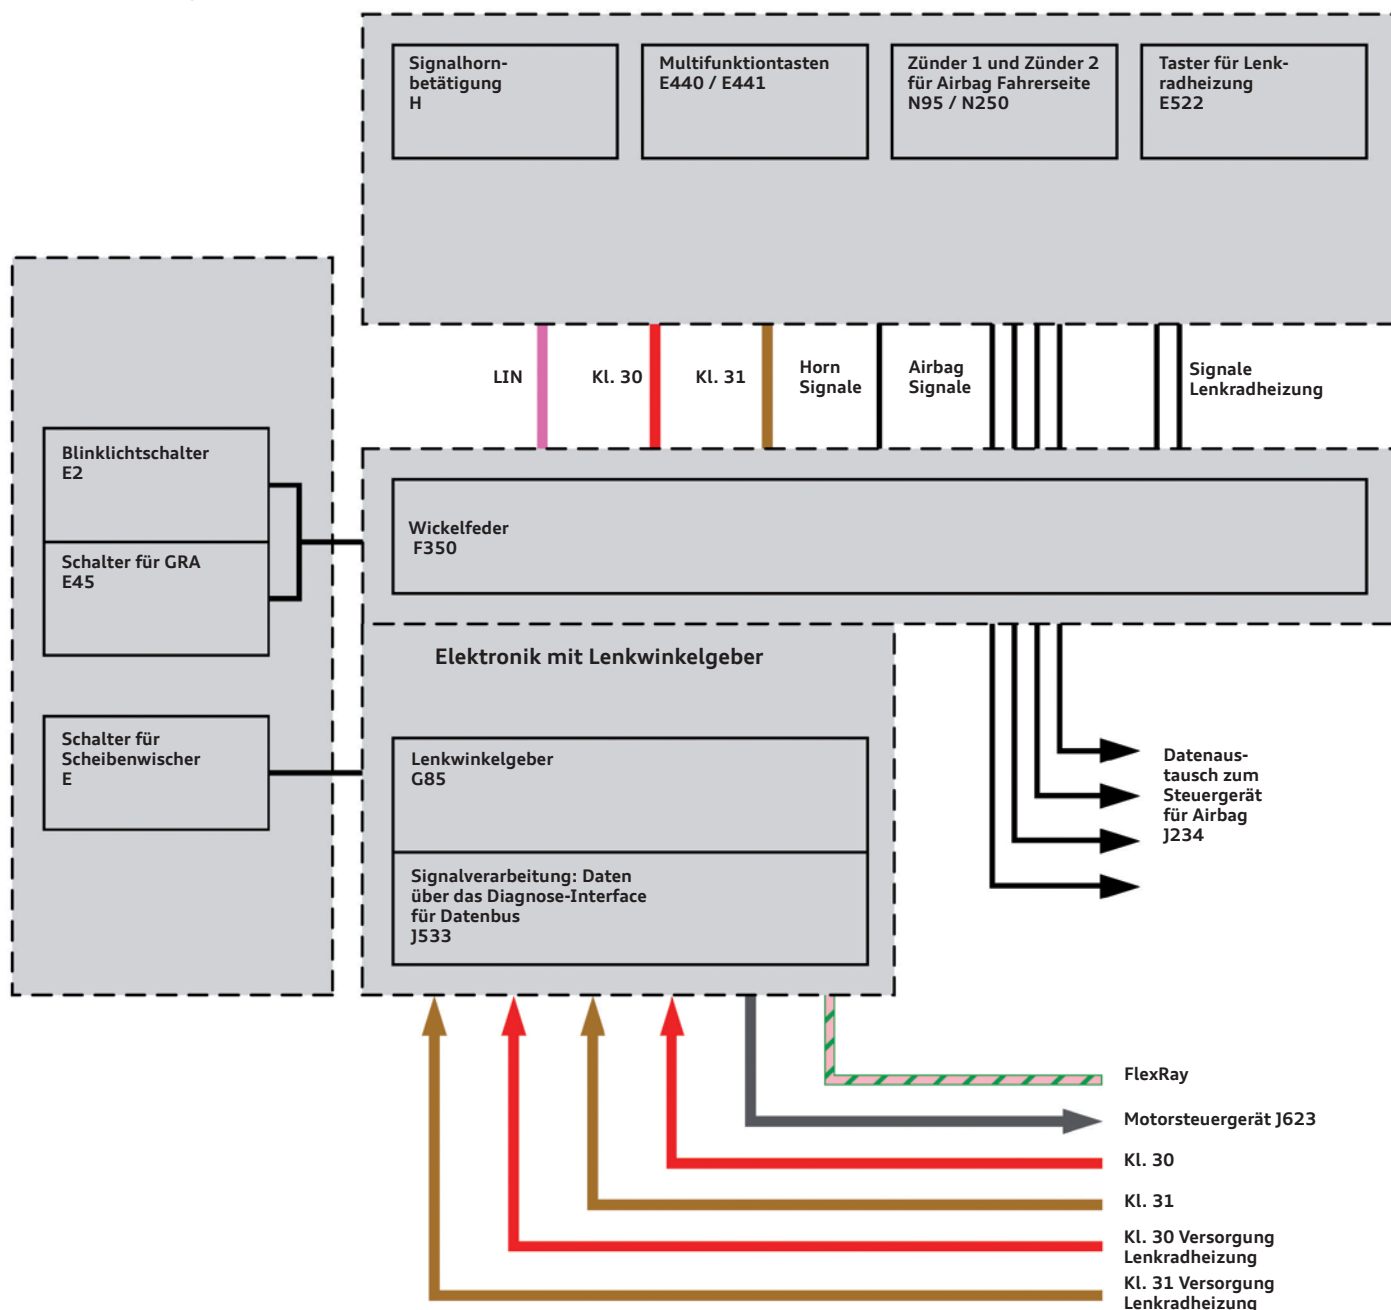 Signalhorn-
betätigung
H
Multifunktiontasten
E440 / E441
Zünder 1 und Zünder 2
für Airbag Fahrerseite
N95 / N250
Taster für Lenk-
radheizung
E522
LIN
Kl. 30
Kl. 31
Horn
Signale
Airbag
Signale
Signale
Lenkradheizung
Blinklichtschalter
E2
Schalter für GRA
E45
Schalter für
Scheibenwischer
E
Wickelfeder
F350
Elektronik mit Lenkwinkelgeber
Lenkwinkelgeber
G85
Signalverarbeitung: Daten
über das Diagnose-Interface
für Datenbus
J533
Datenaus-
tausch zum
Steuergerät
für Airbag
J234
FlexRay
Motorsteuergerät J623
Kl. 30
Kl. 31
Kl. 30 Versorgung
Lenkradheizung
Kl. 31 Versorgung
Lenkradheizung